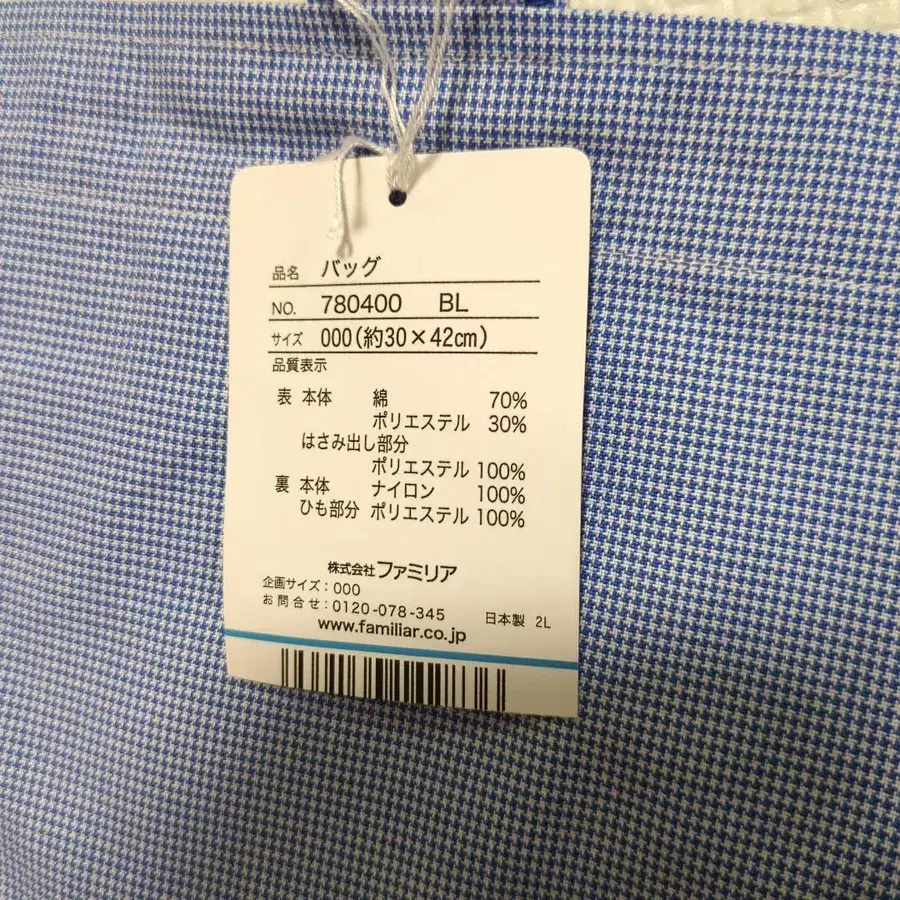 品名 バッグ
NO. 780400 BL
サイズ 000(約30×42cm)
品質表示
表 本体 綿 70%
ポリエステル 30%
はさみ出し部分
ポリエステル 100%
裏 本体 ナイロン 100%
ひも部分 ポリエステル 100%
株式会社ファミリア
企画サイズ:000
お問合せ:0120-078-345 日本製 2L
www.familiar.co.jp